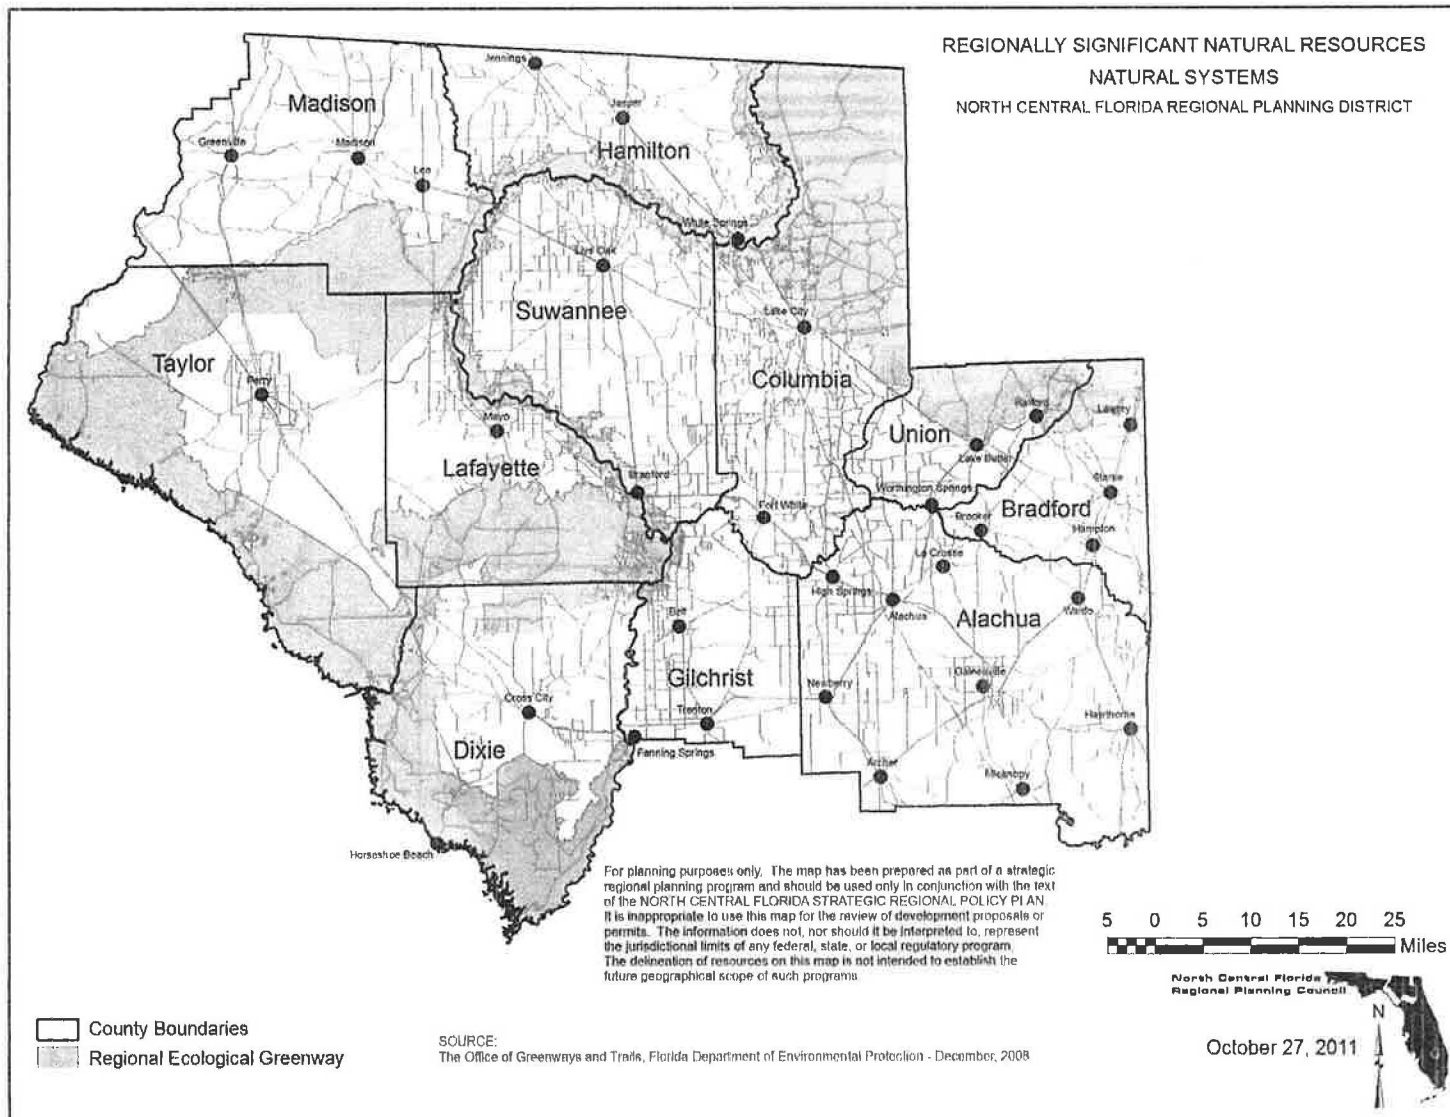 REGIONALLY SIGNIFICANT NATURAL RESOURCES
NATURAL SYSTEMS
NORTH CENTRAL FLORIDA REGIONAL PLANNING DISTRICT
Jennings
Madison
Jasper
Greenville
Madison
Hamilton
Lee
White Springs
Live Oak
Suwannee
Lake City
Taylor
Perry
Columbia
Mayo
Raiford
Lawtey
Union
Lake Butler
Lafayette
Branford
Starke
Worthington Springs
Fort White
Brooker
Bradford
Hampton
La Crosse
High Springs
Alachua
Waldo
Alachua
Bell
Gainesville
Gilchrist
Newberry
Cross City
Trenton
Hawthorne
Dixie
Fanning Springs
Archer
Micanopy
Horseshoe Beach
For planning purposes only. The map has been prepared as part of a strategic
regional planning program and should be used only in conjunction with the text
of the NORTH CENTRAL FLORIDA STRATEGIC REGIONAL POLICY PLAN.
It is inappropriate to use this map for the review of development proposals or
permits. The information does not, nor should it be interpreted to, represent
the jurisdictional limits of any federal, state, or local regulatory program.
The delineation of resources on this map is not intended to establish the
future geographical scope of such programs
5 0 5 10 15 20 25
Miles
North Central Florida
Regional Planning Council
N
County Boundaries
Regional Ecological Greenway
SOURCE:
The Office of Greenways and Trails, Florida Department of Environmental Protection - December, 2008
October 27, 2011